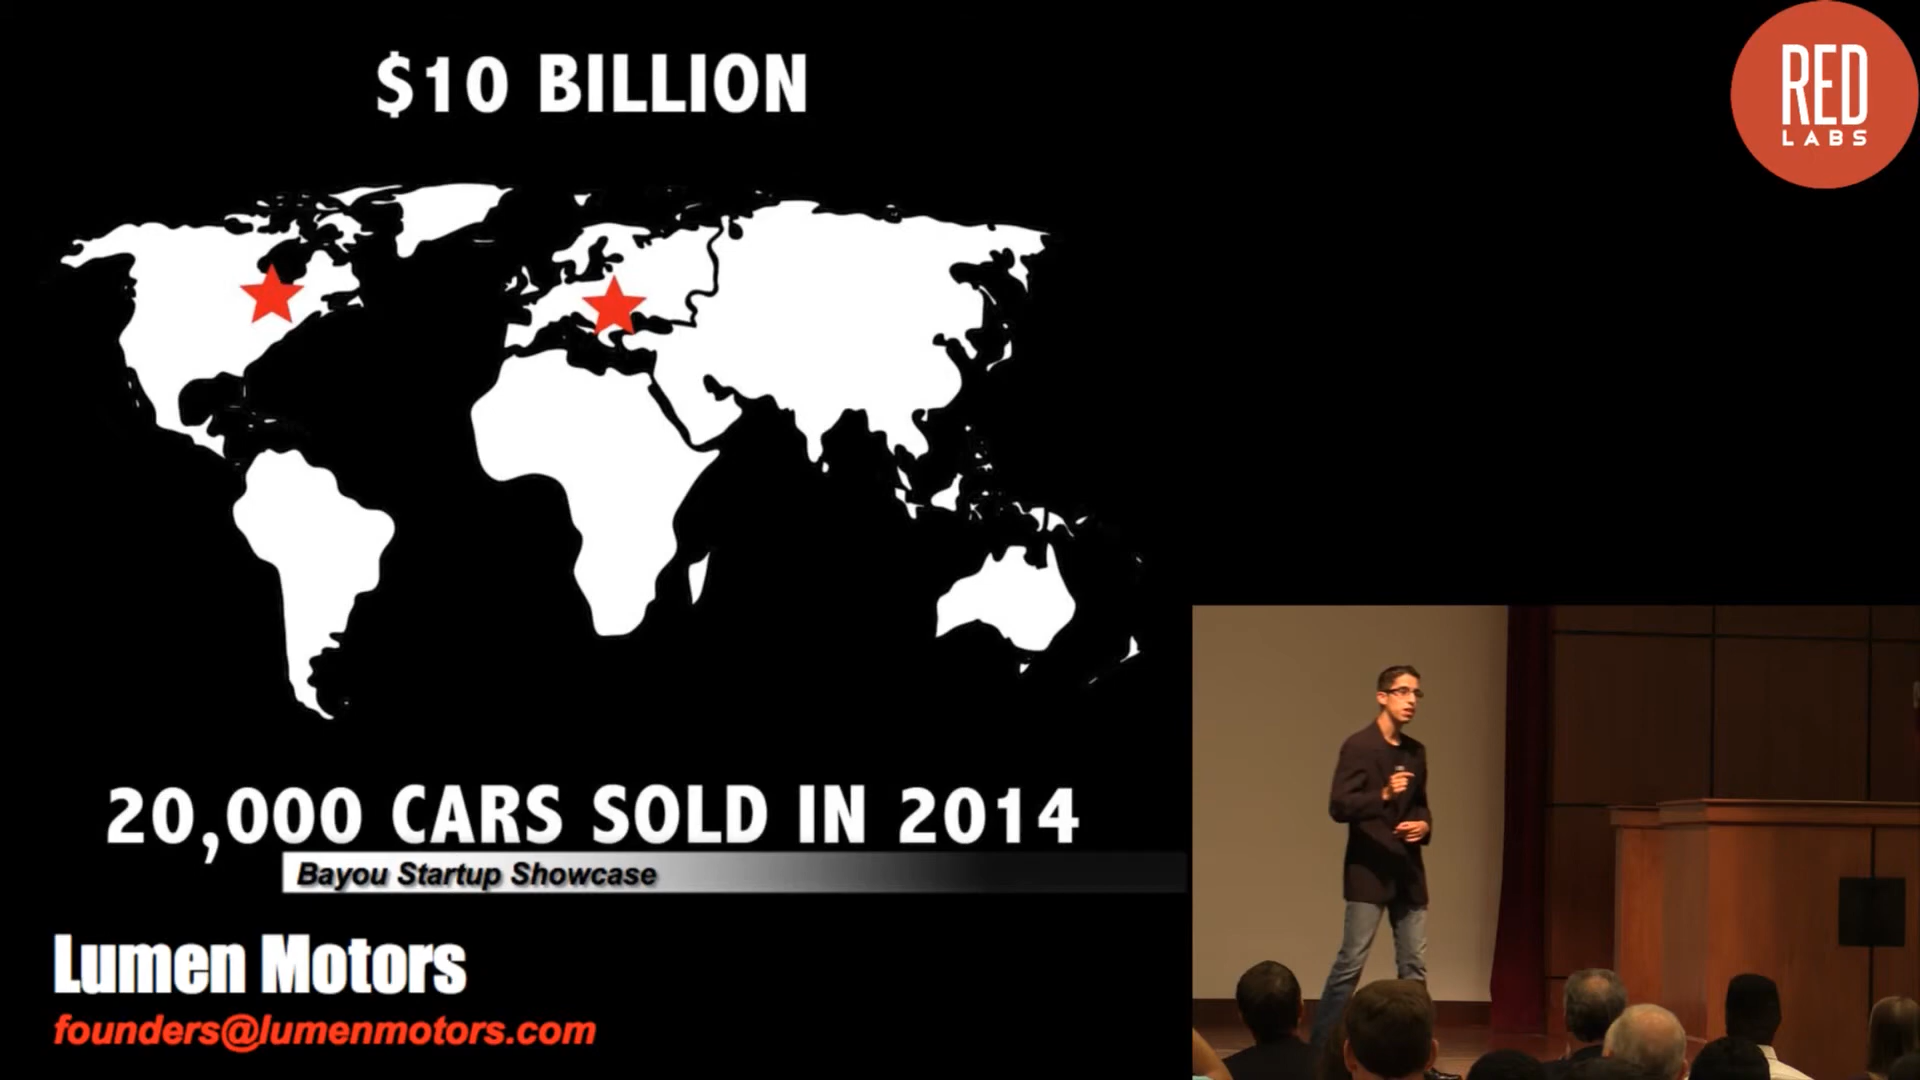 $10 BILLION
RED
LABS
20,000 CARS SOLD IN 2014
Bayou Startup Showcase
Lumen Motors
founders@lumenmotors.com